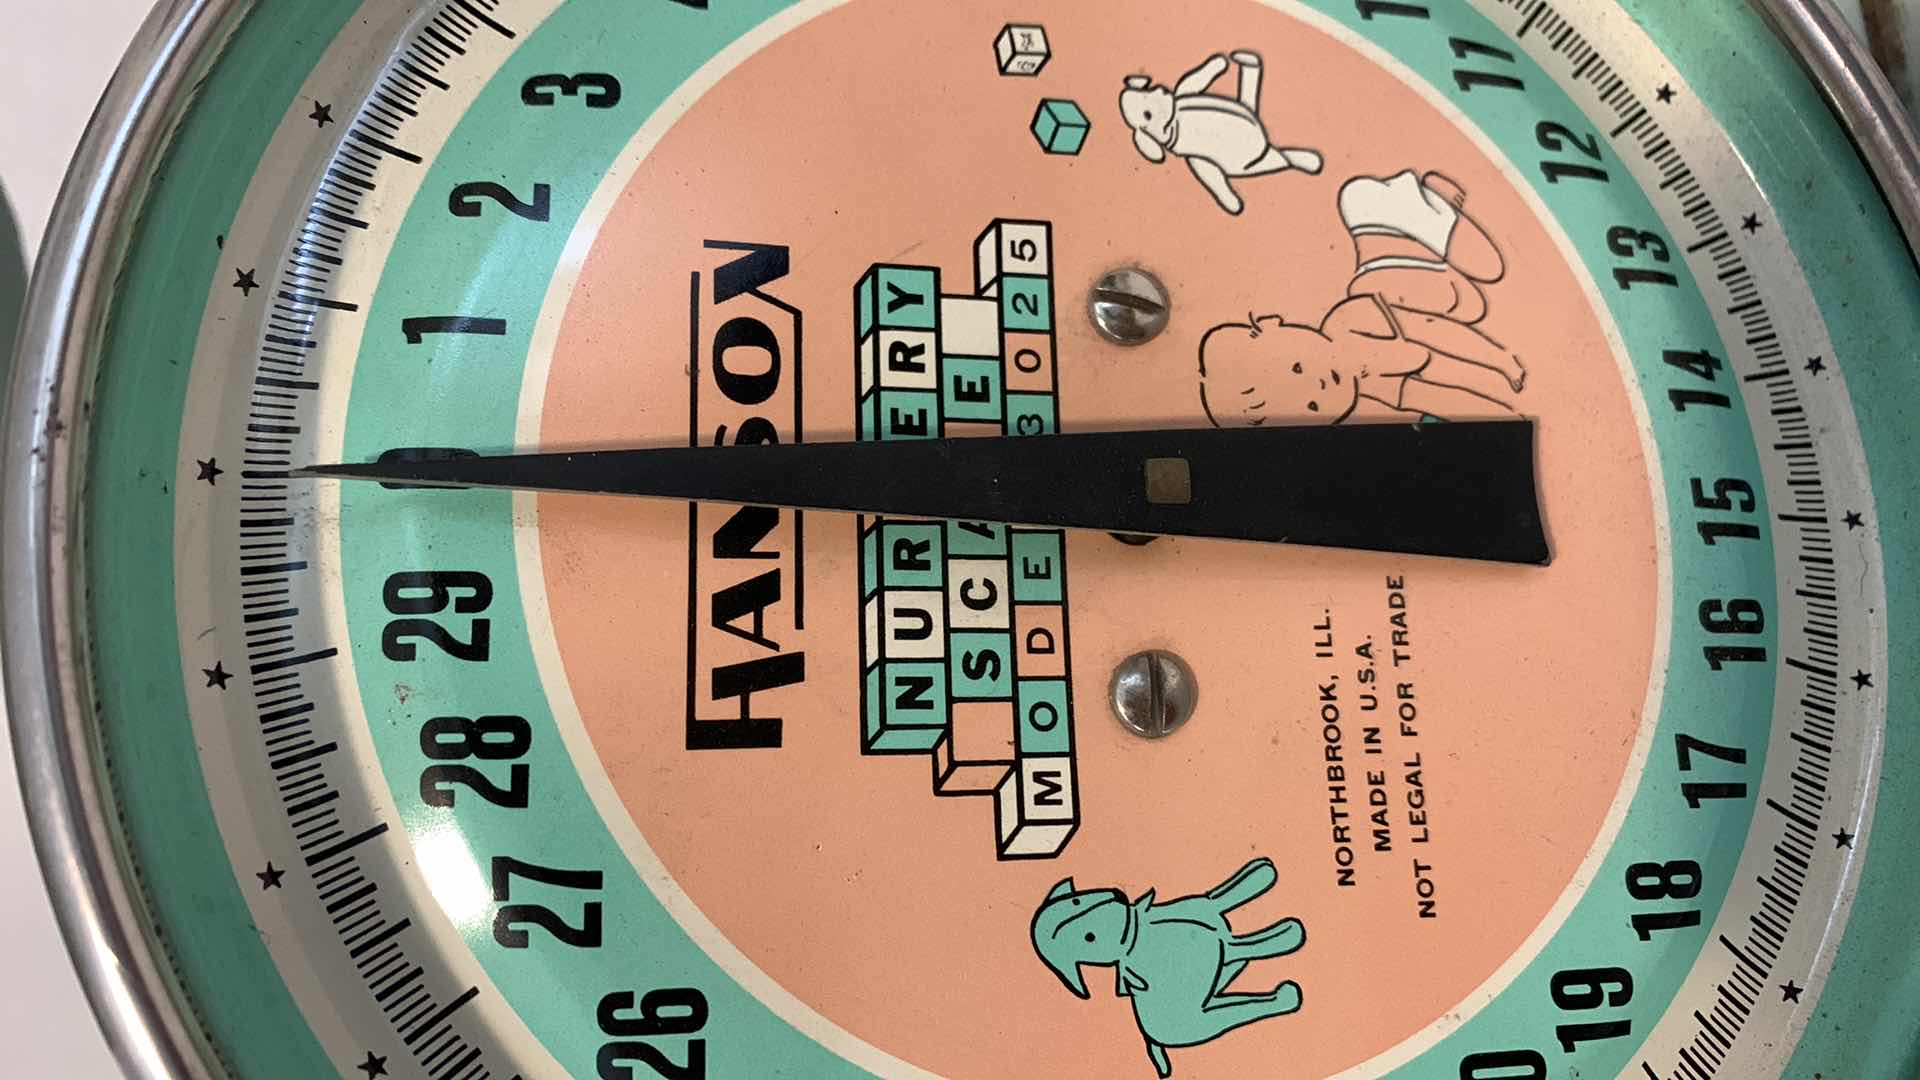 0
1
2
3
11
12
13
14
15
16
17
18
19
26
27
28
29
HANSON
NURSERY
SCALE
MODEL 3025
NORTHBROOK, ILL.
MADE IN U.S.A.
NOT LEGAL FOR TRADE